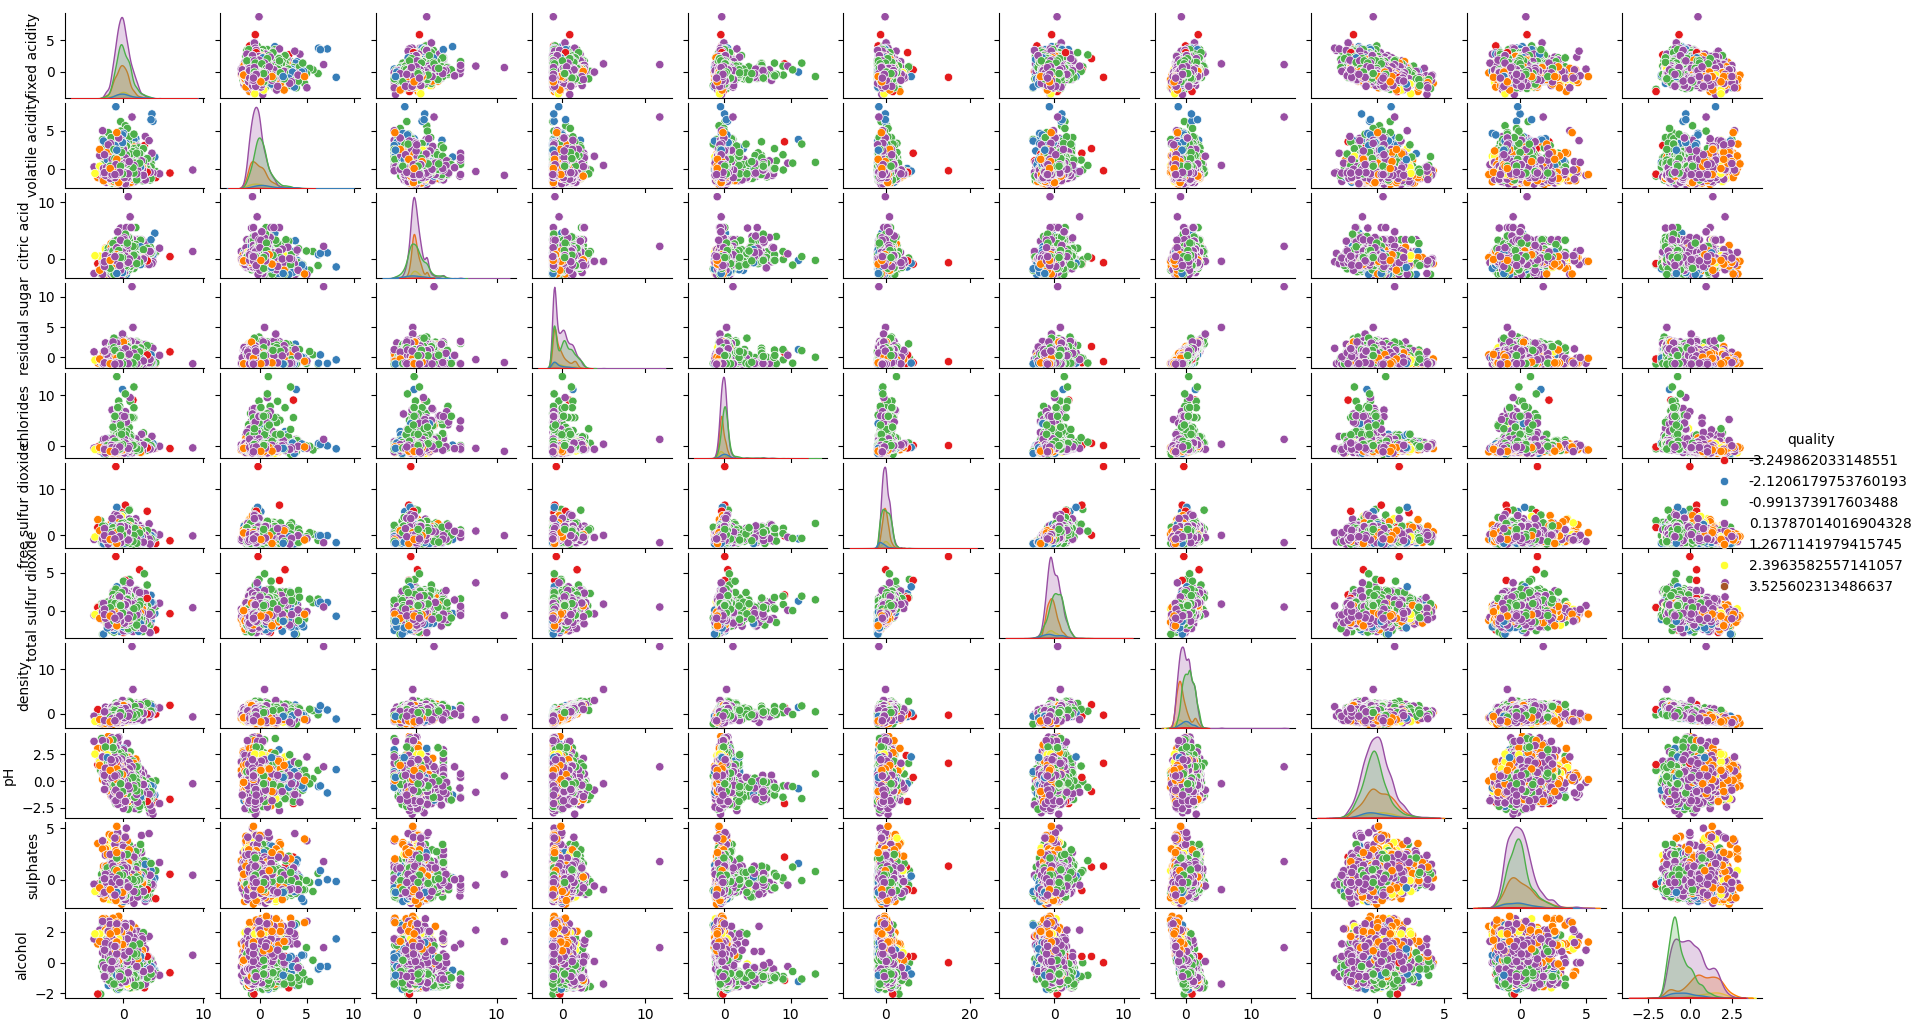 fixed acidity
5
0
volatile acidity
5
0
citric acid
10
0
residual sugar
10
5
0
chlorides
10
0
quality
-3.249862033148551
-2.1206179753760193
-0.991373917603488
0.13787014016904328
1.2671141979415745
2.3963582557141057
3.525602313486637
free sulfur dioxide
10
0
total sulfur dioxide
5
0
density
10
0
pH
2.5
0.0
−2.5
sulphates
5
0
alcohol
2
0
−2
0 10 0 5 10 0 10 0 10 0 10 0 20 0 10 0 10 0 5 0 5 −2.5 0.0 2.5